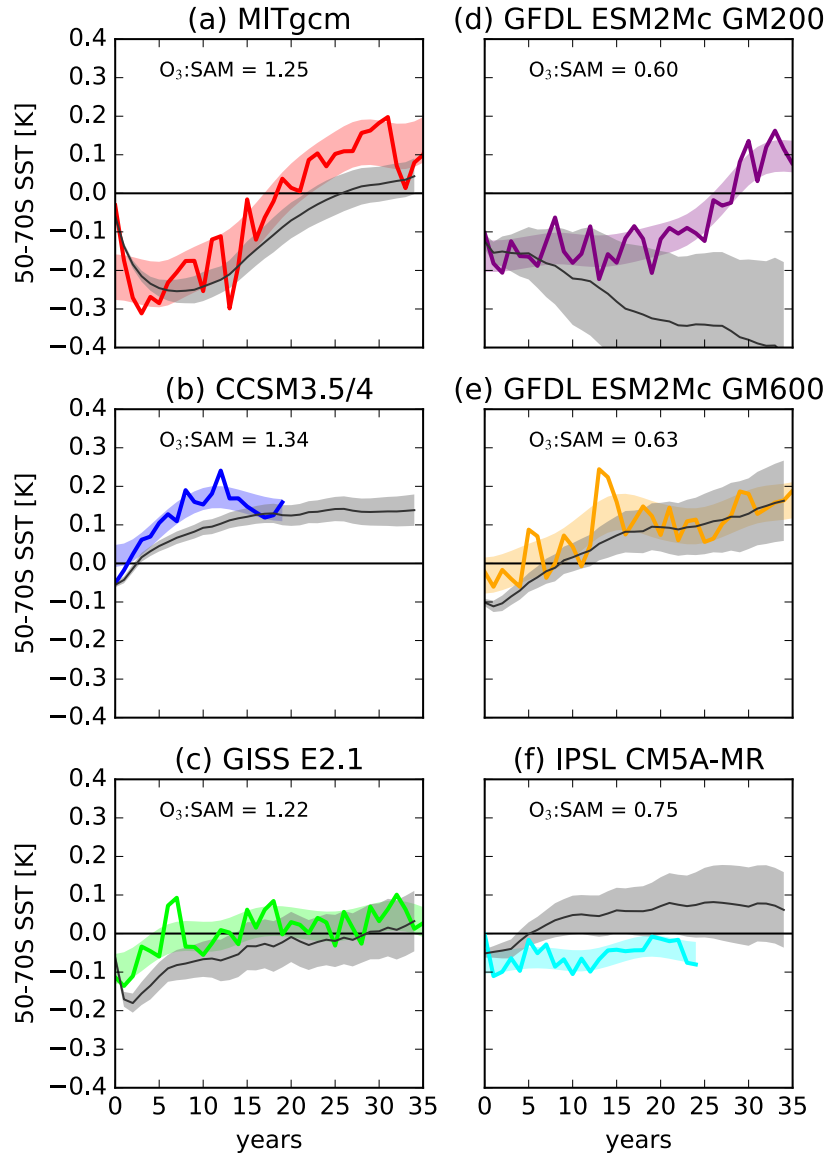 (a) MITgcm
(d) GFDL ESM2Mc GM200
50-70S SST [K]
0.4
0.3
0.2
0.1
0.0
−0.1
−0.2
−0.3
−0.4
O₃:SAM = 1.25
O₃:SAM = 0.60
(b) CCSM3.5/4
(e) GFDL ESM2Mc GM600
50-70S SST [K]
0.4
0.3
0.2
0.1
0.0
−0.1
−0.2
−0.3
−0.4
O₃:SAM = 1.34
O₃:SAM = 0.63
(c) GISS E2.1
(f) IPSL CM5A-MR
50-70S SST [K]
0.4
0.3
0.2
0.1
0.0
−0.1
−0.2
−0.3
−0.4
O₃:SAM = 1.22
O₃:SAM = 0.75
0 5 10 15 20 25 30 35
0 5 10 15 20 25 30 35
years
years